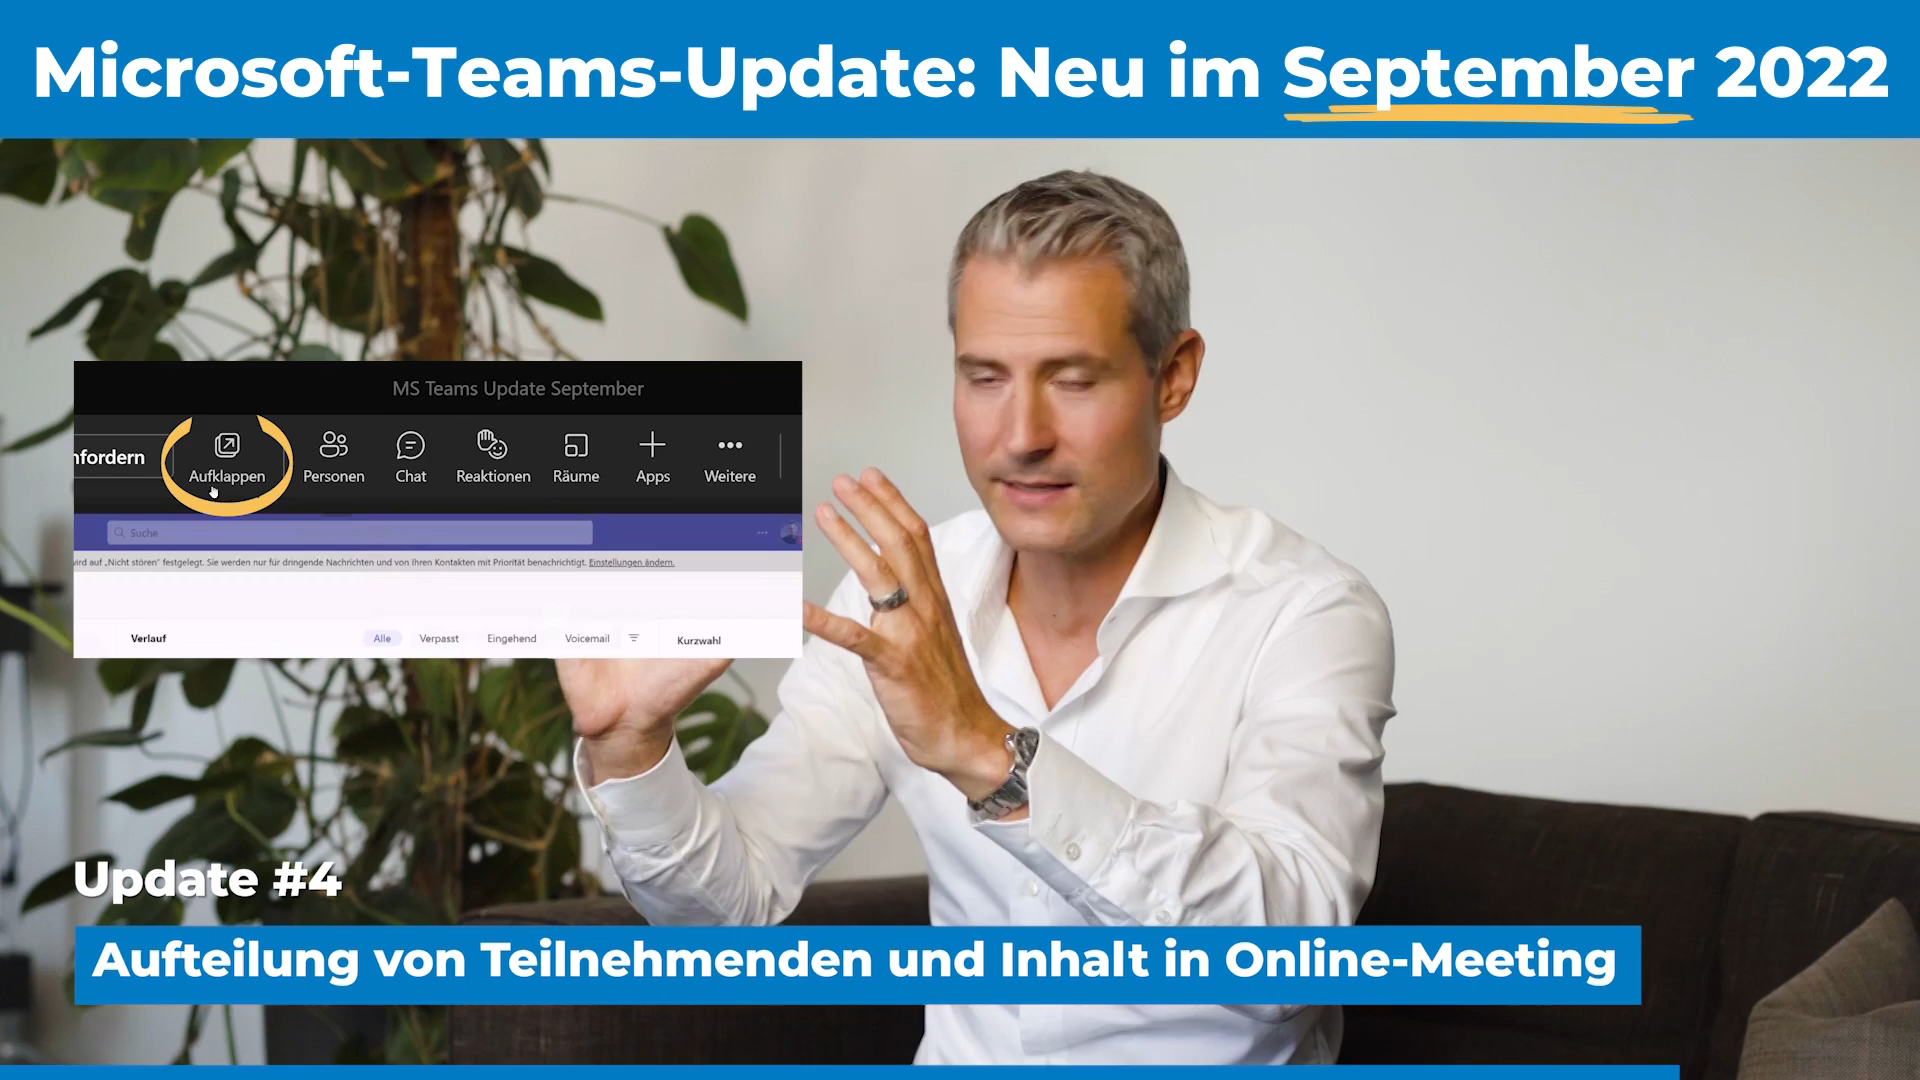 Microsoft-Teams-Update: Neu im September 2022
MS Teams Update September
nfordern
Aufklappen Personen Chat Reaktionen Räume Apps Weitere
Suche
wird auf „Nicht stören" festgelegt. Sie werden nur für dringende Nachrichten und von Ihren Kontakten mit Priorität benachrichtigt. Einstellungen ändern.
Verlauf Alle Verpasst Eingehend Voicemail Kurzwahl
Update #4
Aufteilung von Teilnehmenden und Inhalt in Online-Meeting